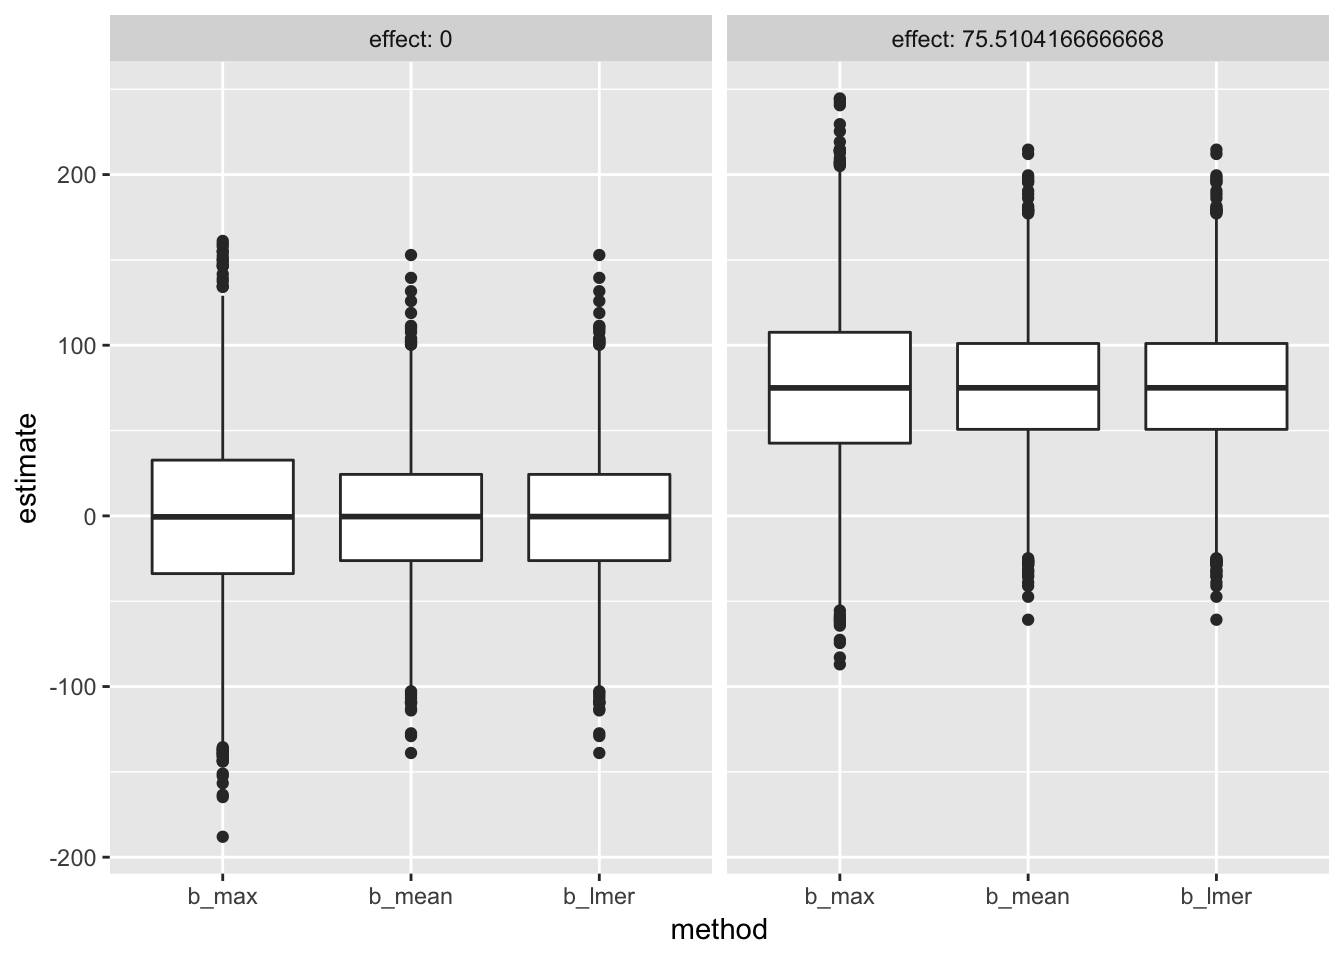 effect: 0
effect: 75.5104166666668
estimate
200
100
0
-100
-200
b_max
b_mean
b_lmer
b_max
b_mean
b_lmer
method